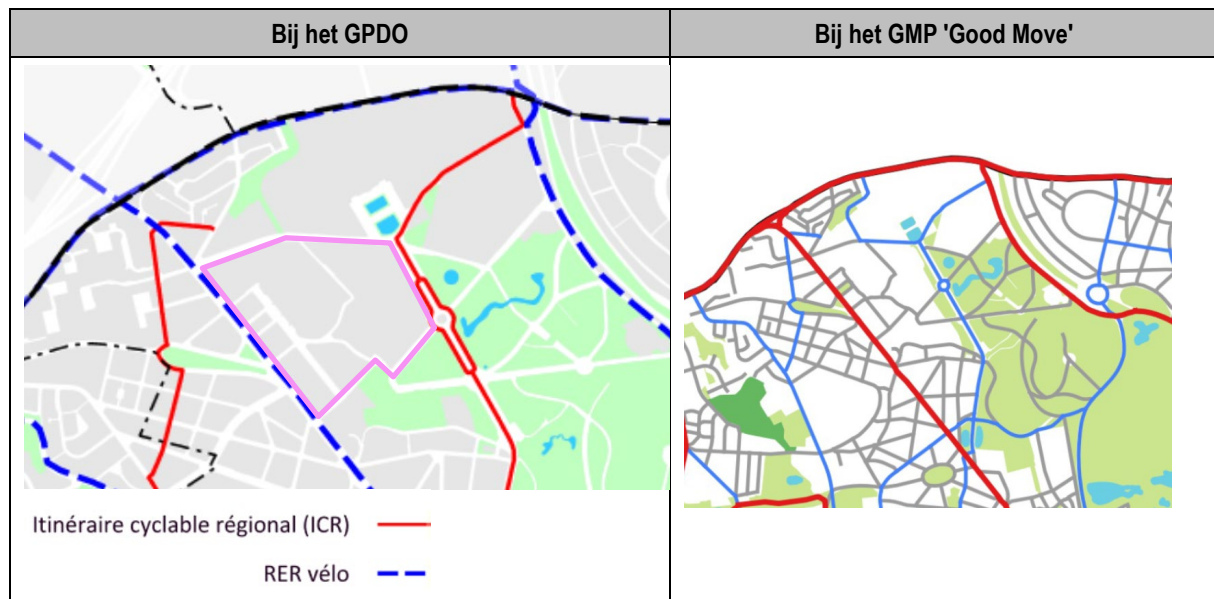 Bij het GPDO
Bij het GMP 'Good Move'
Itinéraire cyclable régional (ICR)
RER vélo